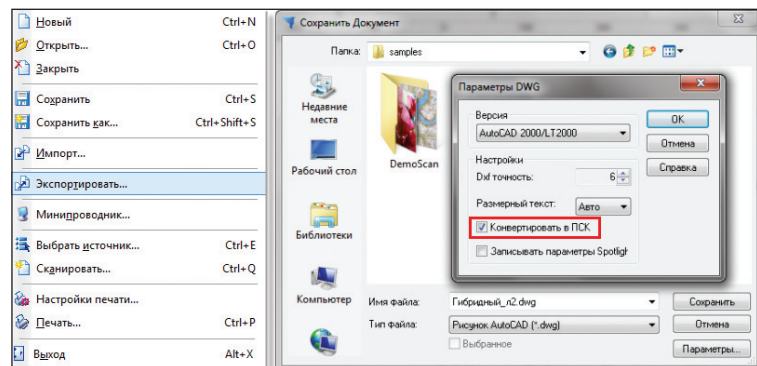 Новый Ctrl+N
Открыть... Ctrl+O
Закрыть
Сохранить Ctrl+S
Сохранить как... Ctrl+Shift+S
Импорт...
Экспортировать...
Минипроводник...
Выбрать источник... Ctrl+E
Сканировать... Ctrl+Q
Настройки печати...
Печать... Ctrl+P
Выход Alt+X
Сохранить Документ
Папка: samples
Недавние места
Рабочий стол
Библиотеки
Компьютер
DemoScan
Параметры DWG
Версия
AutoCAD 2000/LT2000
OK
Отмена
Справка
Настройки
Dxf точность: 6
Размерный текст: Авто
Конвертировать в ПСК
Записывать параметры Spotligh
Имя файла: Гибридный_л2.dwg Сохранить
Тип файла: Рисунок AutoCAD (*.dwg) Отмена
Выбранное Параметры...